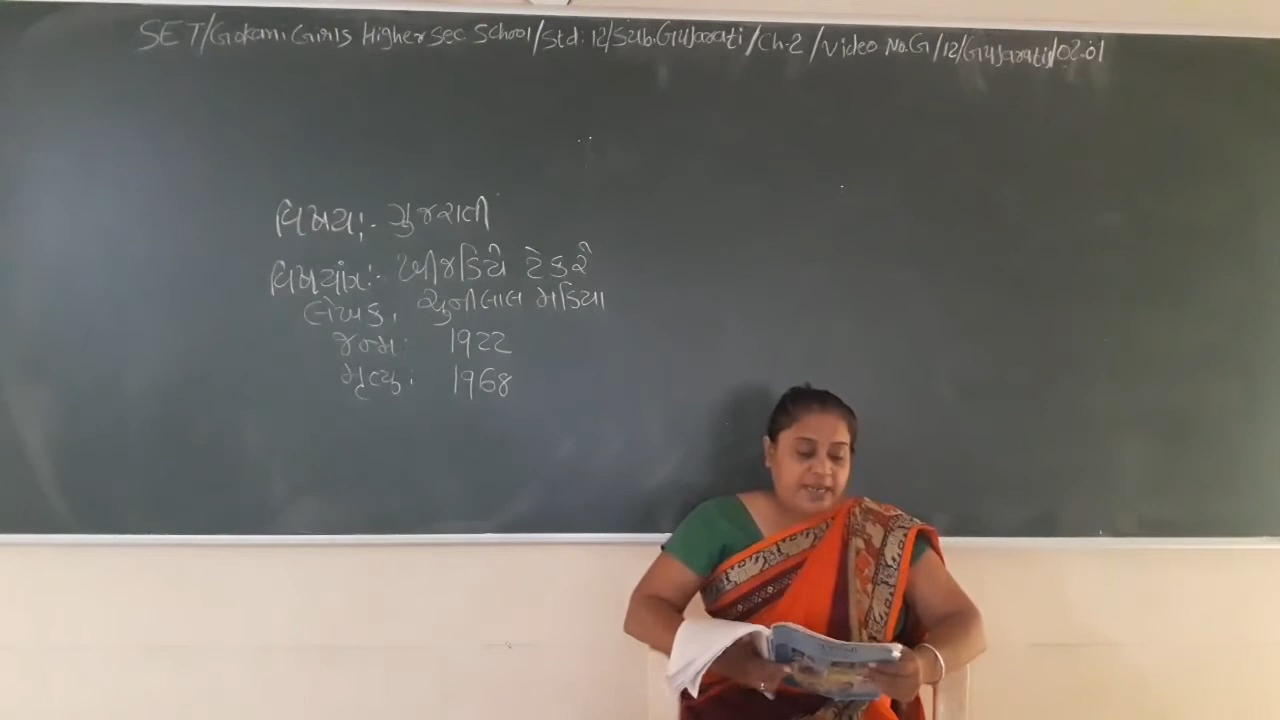 SET/Gokani Girls Higher Sec. School/Std: 12/Sub.Gujarati/Ch-2/Video No.G/12/Gujarati/02.01
વિષય:- ગુજરાતી
વિષયાંગ:- ખીજડિયે ટેકરે
લેખક: ચુનીલાલ મડિયા
જન્મ: 1922
મૃત્યુ: 1968